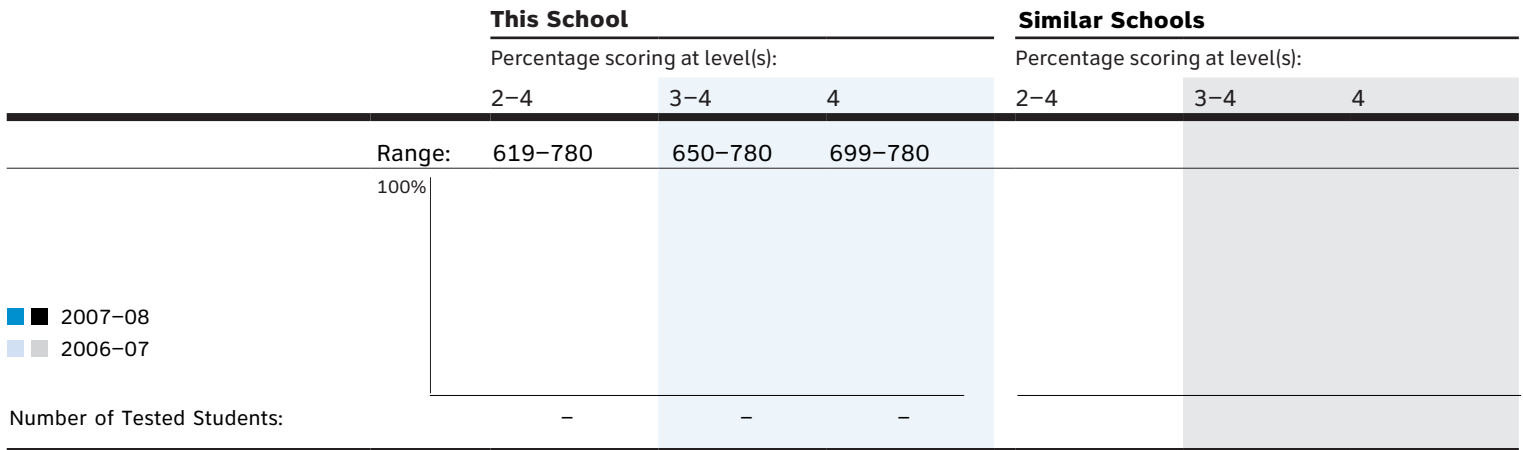 This School Similar Schools
Percentage scoring at level(s): Percentage scoring at level(s):
2–4 3–4 4 2–4 3–4 4
Range: 619–780 650–780 699–780
100%
2007–08
2006–07
Number of Tested Students: – – –